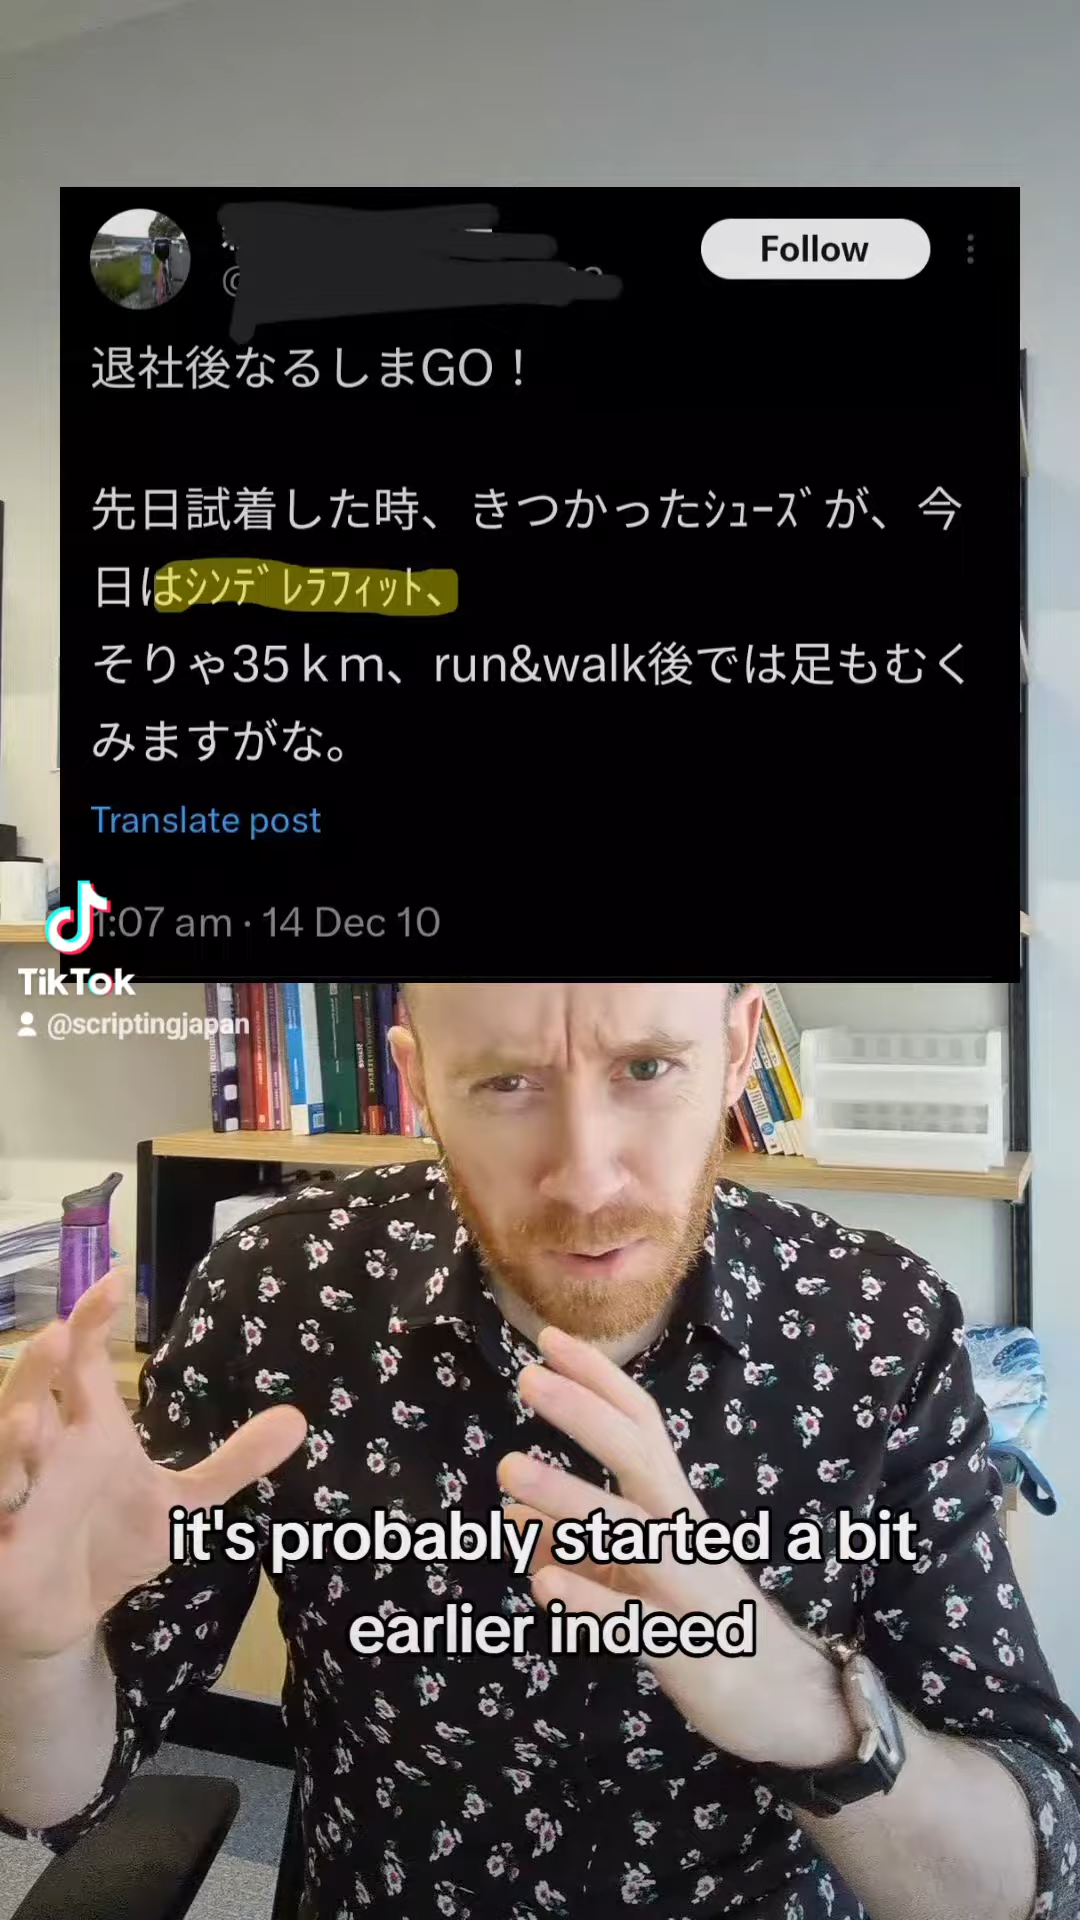 Follow
退社後なるしまGO！
先日試着した時、きつかったｼｭｰｽﾞが、今
日はｼﾝﾃﾞﾚﾗﾌｨｯﾄ、
そりゃ35ｋｍ、run&walk後では足もむく
みますがな。
Translate post
1:07 am · 14 Dec 10
TikTok
@scriptingjapan
it's probably started a bit
earlier indeed